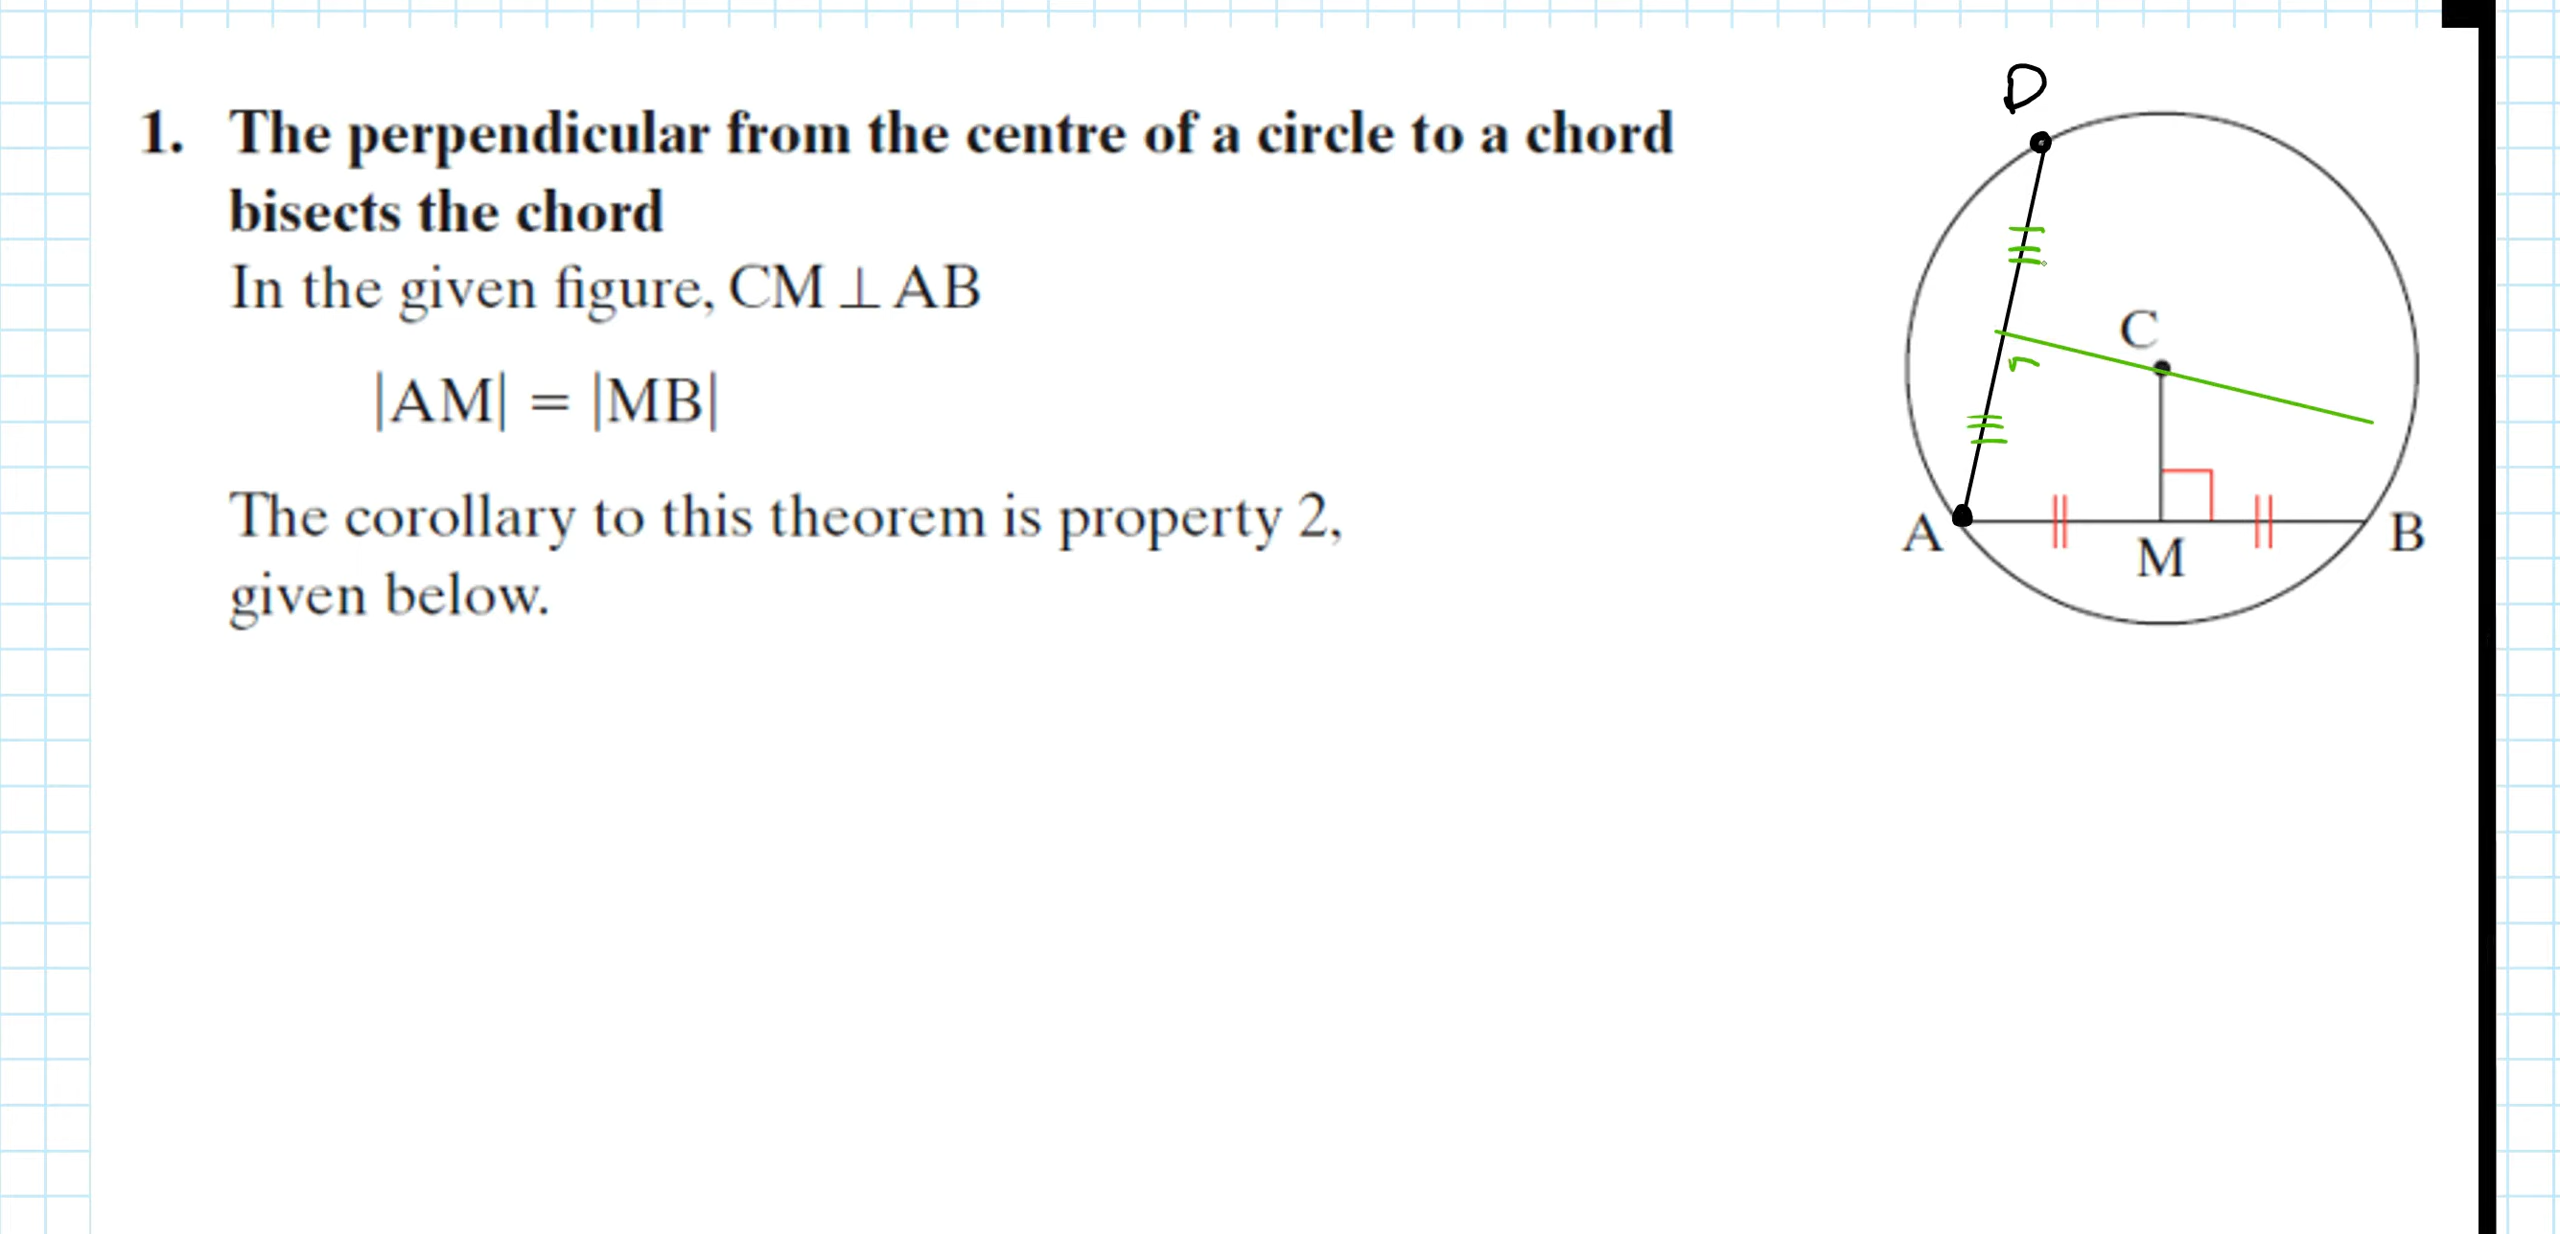 1. The perpendicular from the centre of a circle to a chord
bisects the chord
In the given figure, CM ⊥ AB
|AM| = |MB|
The corollary to this theorem is property 2,
given below.
D
C
A
M
B